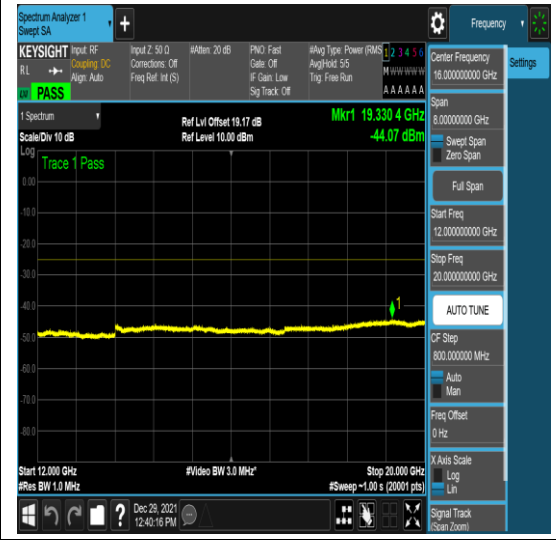 Spectrum Analyzer 1
Swept SA
+
Frequency
KEYSIGHT
Input: RF
Input Z: 50 Ω
#Atten: 20 dB
PNO: Fast
#Avg Type: Power (RMS
1 2 3 4 5 6
RL
Coupling: DC
Corrections: Off
Gate: Off
Avg|Hold: 5/5
M W W W W W
Align: Auto
Freq Ref: Int (S)
IF Gain: Low
Trig: Free Run
Sig Track: Off
A A A A A A
PASS
1 Spectrum
Ref Lvl Offset 19.17 dB
Mkr1 19.330 4 GHz
Scale/Div 10 dB
Ref Level 10.00 dBm
-44.07 dBm
Log
Trace 1 Pass
0.00
-10.0
-20.0
-30.0
-40.0
1
-50.0
-60.0
-70.0
-80.0
Start 12.000 GHz
#Video BW 3.0 MHz*
Stop 20.000 GHz
#Res BW 1.0 MHz
#Sweep ~1.00 s (20001 pts)
?
Dec 29, 2021
12:40:16 PM
Center Frequency
16.000000000 GHz
Settings
Span
8.00000000 GHz
Swept Span
Zero Span
Full Span
Start Freq
12.000000000 GHz
Stop Freq
20.000000000 GHz
AUTO TUNE
CF Step
800.000000 MHz
Auto
Man
Freq Offset
0 Hz
X Axis Scale
Log
Lin
Signal Track
(Span Zoom)